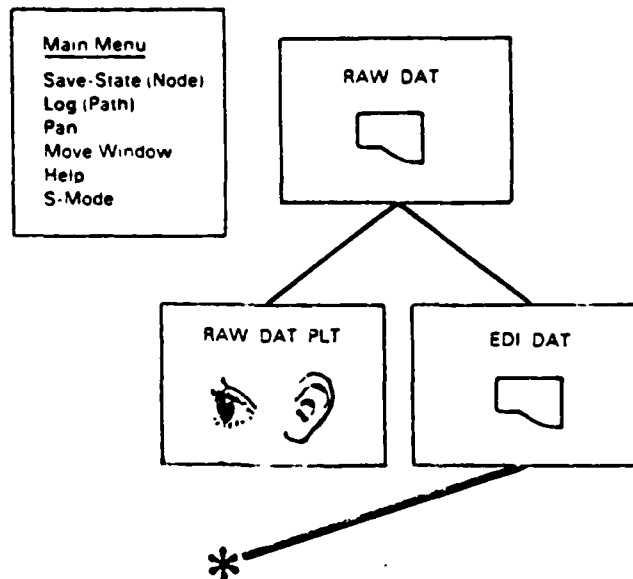 Main Menu
Save-State (Node)
Log (Path)
Pan
Move Window
Help
S-Mode
RAW DAT
RAW DAT PLT
EDI DAT
*